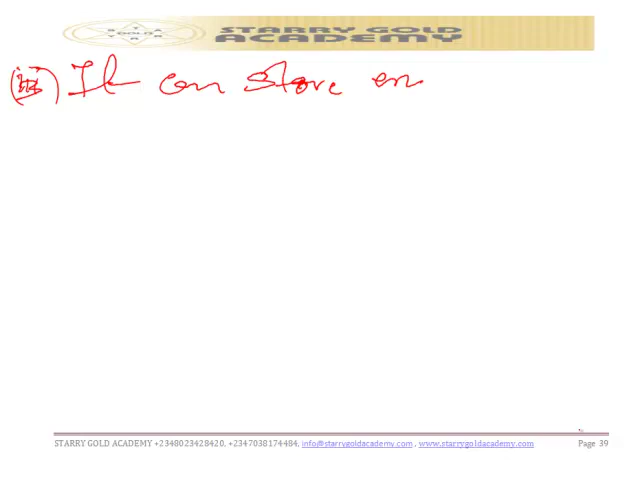 STARRY GOLD
ACADEMY
It can store en
STARRY GOLD ACADEMY +2348023428420, +2347038174484, info@starrygoldacademy.com , www.starrygoldacademy.com Page 39